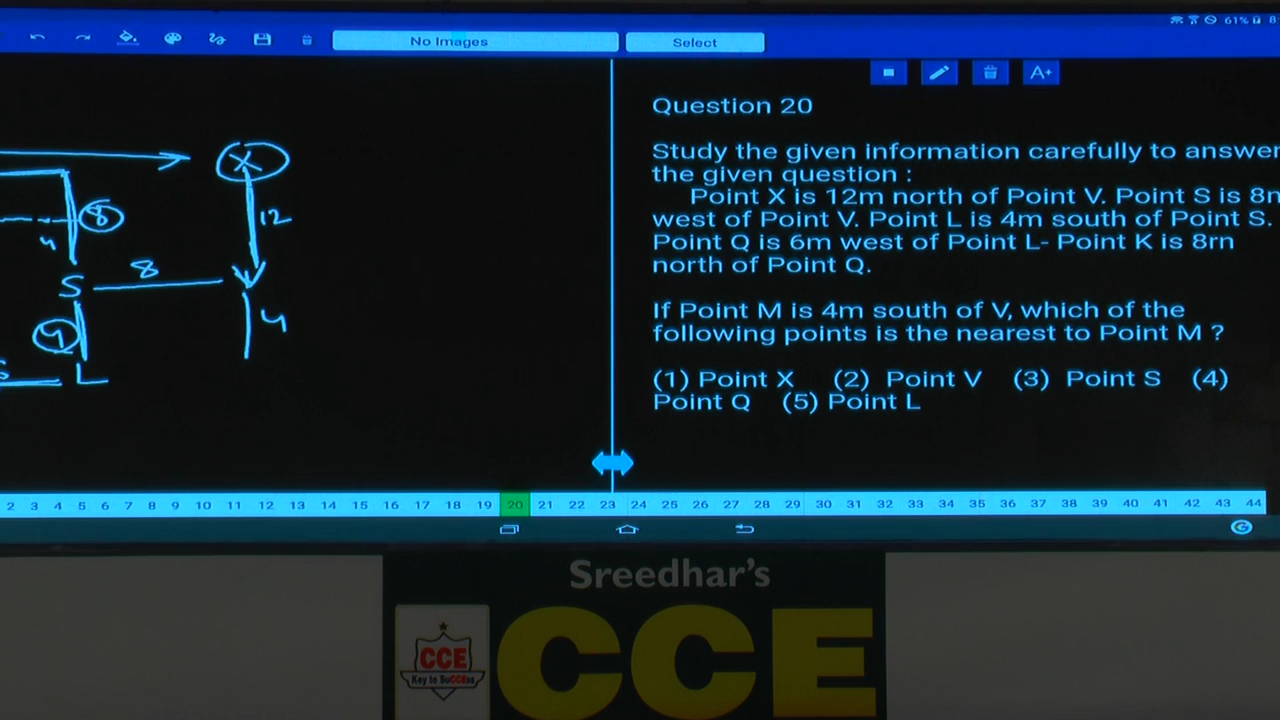 61% 8
No Images
Select
A+
Question 20
Study the given information carefully to answer
the given question :
Point X is 12m north of Point V. Point S is 8m
west of Point V. Point L is 4m south of Point S.
Point Q is 6m west of Point L- Point K is 8rn
north of Point Q.
If Point M is 4m south of V, which of the
following points is the nearest to Point M ?
(1) Point X (2) Point V (3) Point S (4)
Point Q (5) Point L
X
12
8
4
8
S
4
4
L
2 3 4 5 6 7 8 9 10 11 12 13 14 15 16 17 18 19 20 21 22 23 24 25 26 27 28 29 30 31 32 33 34 35 36 37 38 39 40 41 42 43 44
Sreedhar's
CCE
CCE
Key to SuCCEss